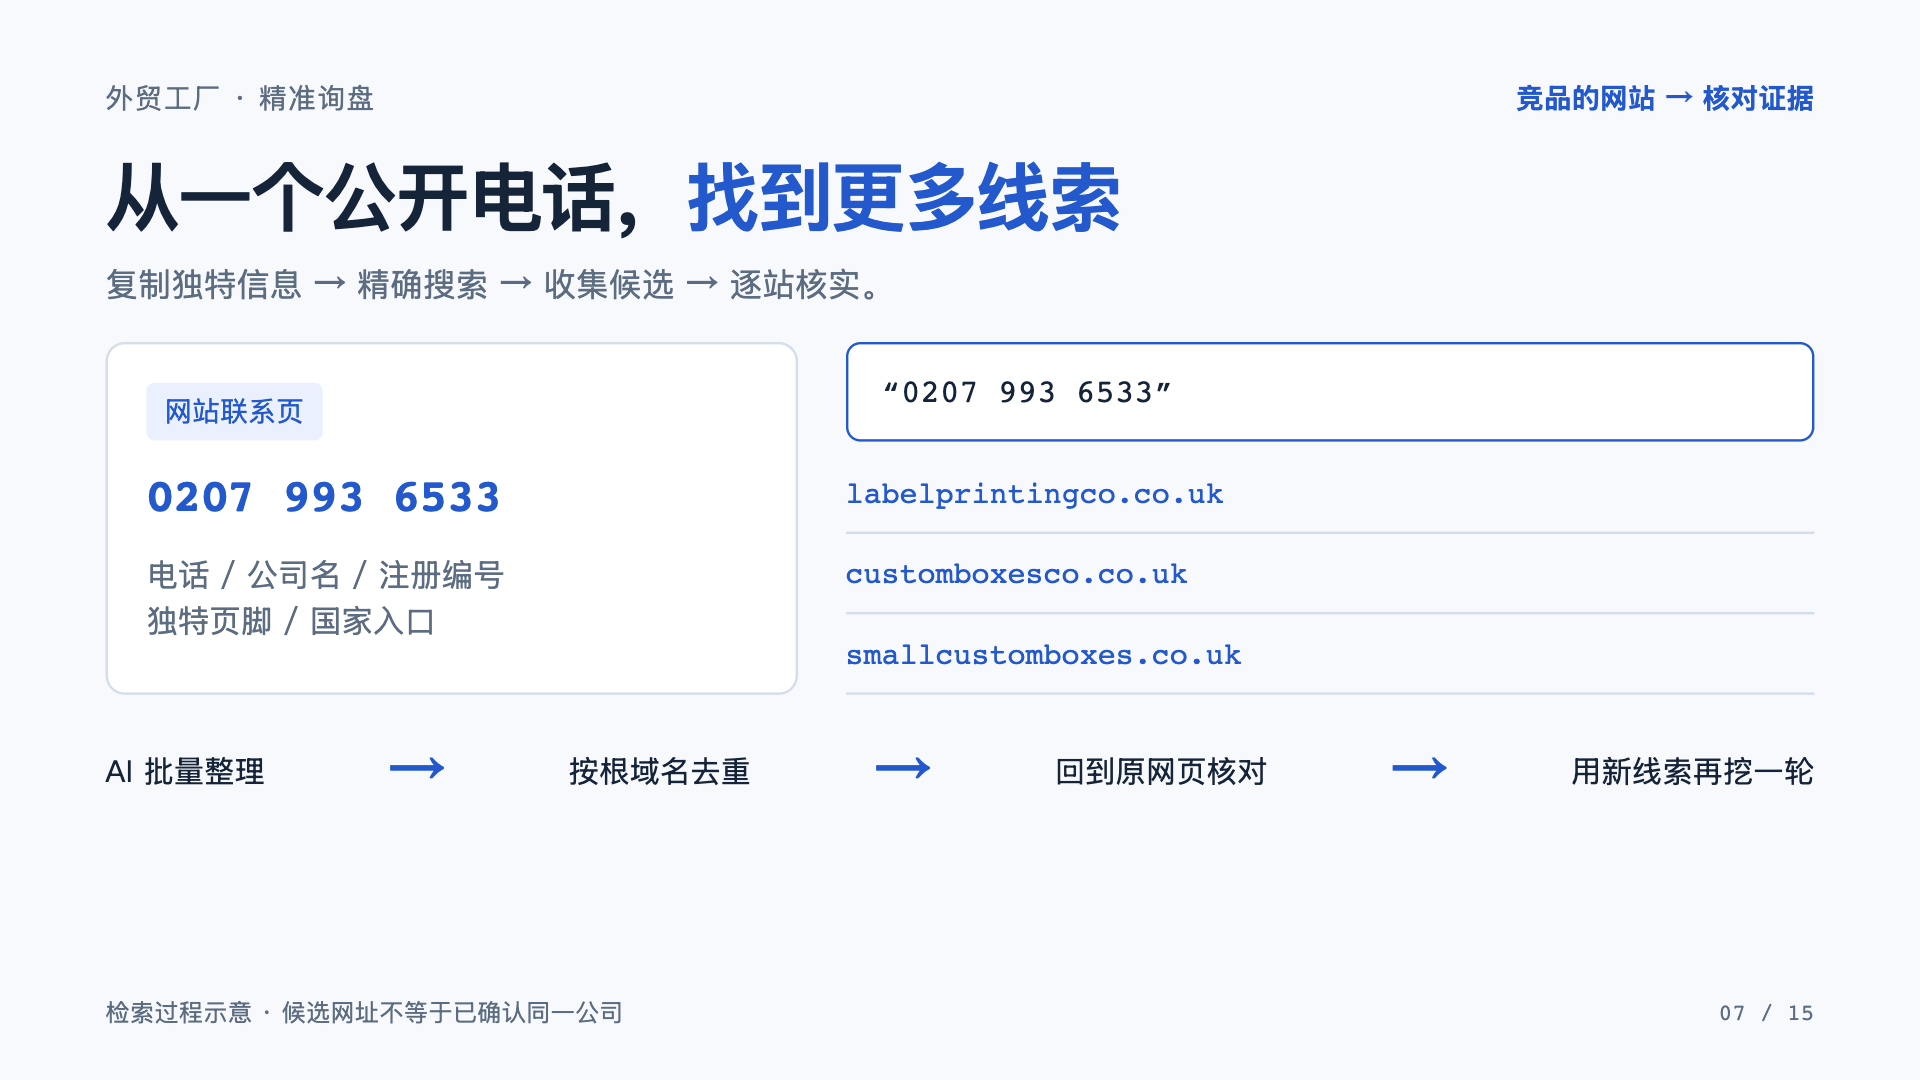 外贸工厂 · 精准询盘
竞品的网站 → 核对证据
从一个公开电话，找到更多线索
复制独特信息 → 精确搜索 → 收集候选 → 逐站核实。
网站联系页
0207 993 6533
电话 / 公司名 / 注册编号
独特页脚 / 国家入口
“0207 993 6533”
labelprintingco.co.uk
customboxesco.co.uk
smallcustomboxes.co.uk
AI 批量整理 → 按根域名去重 → 回到原网页核对 → 用新线索再挖一轮
检索过程示意 · 候选网址不等于已确认同一公司
07 / 15